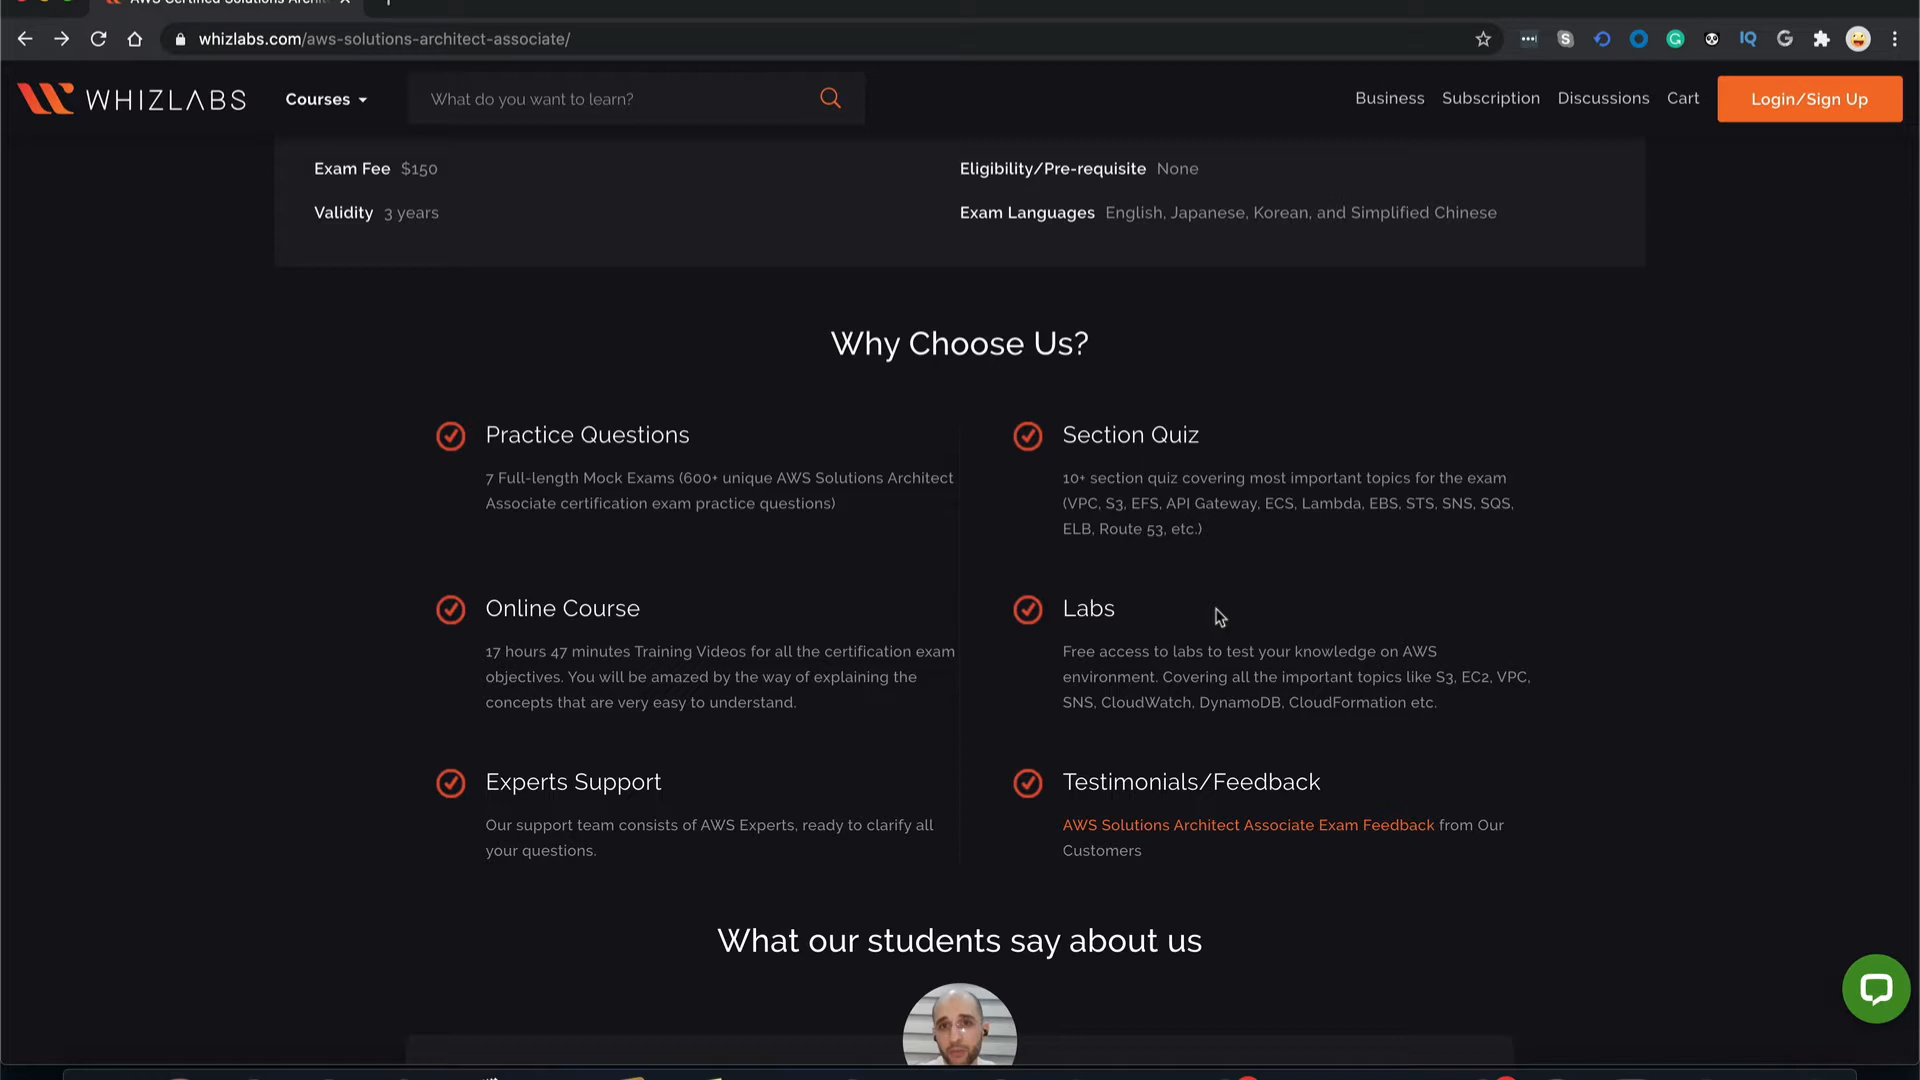 AWS Certified Solutions Archit
whizlabs.com/aws-solutions-architect-associate/
WHIZLABS
Courses
What do you want to learn?
Business
Subscription
Discussions
Cart
Login/Sign Up
Exam Fee $150
Eligibility/Pre-requisite None
Validity 3 years
Exam Languages English, Japanese, Korean, and Simplified Chinese
Why Choose Us?
Practice Questions
7 Full-length Mock Exams (600+ unique AWS Solutions Architect
Associate certification exam practice questions)
Section Quiz
10+ section quiz covering most important topics for the exam
(VPC, S3, EFS, API Gateway, ECS, Lambda, EBS, STS, SNS, SQS,
ELB, Route 53, etc.)
Online Course
17 hours 47 minutes Training Videos for all the certification exam
objectives. You will be amazed by the way of explaining the
concepts that are very easy to understand.
Labs
Free access to labs to test your knowledge on AWS
environment. Covering all the important topics like S3, EC2, VPC,
SNS, CloudWatch, DynamoDB, CloudFormation etc.
Experts Support
Our support team consists of AWS Experts, ready to clarify all
your questions.
Testimonials/Feedback
AWS Solutions Architect Associate Exam Feedback from Our
Customers
What our students say about us